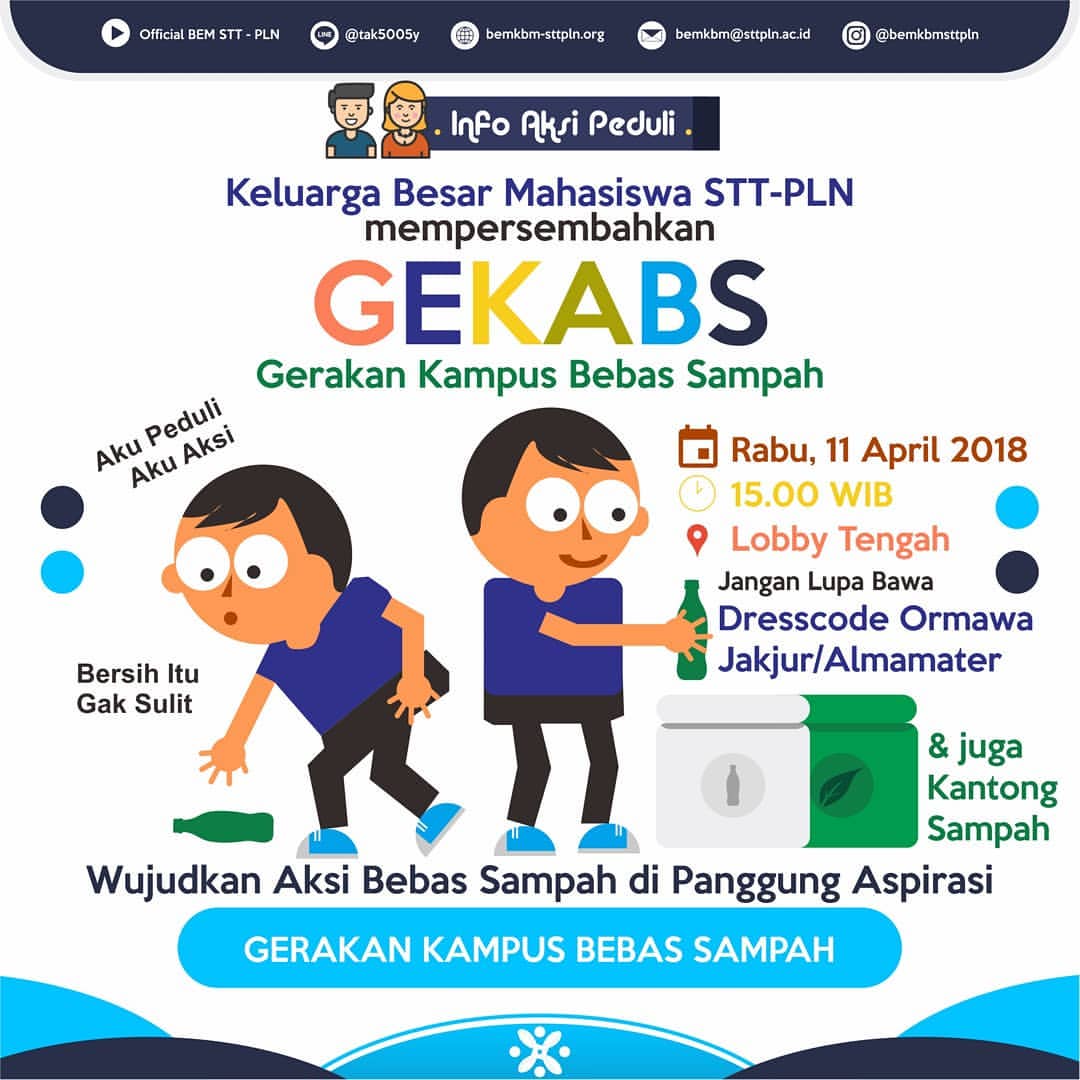 Official BEM STT - PLN
LINE
@tak5005y
bemkbm-sttpln.org
bemkbm@sttpln.ac.id
@bemkbmsttpln
. Info Aksi Peduli .
Keluarga Besar Mahasiswa STT-PLN
mempersembahkan
GEKABS
Gerakan Kampus Bebas Sampah
Aku Peduli
Aku Aksi
Rabu, 11 April 2018
15.00 WIB
Lobby Tengah
Jangan Lupa Bawa
Dresscode Ormawa
Jakjur/Almamater
Bersih Itu
Gak Sulit
& juga
Kantong
Sampah
Wujudkan Aksi Bebas Sampah di Panggung Aspirasi
GERAKAN KAMPUS BEBAS SAMPAH